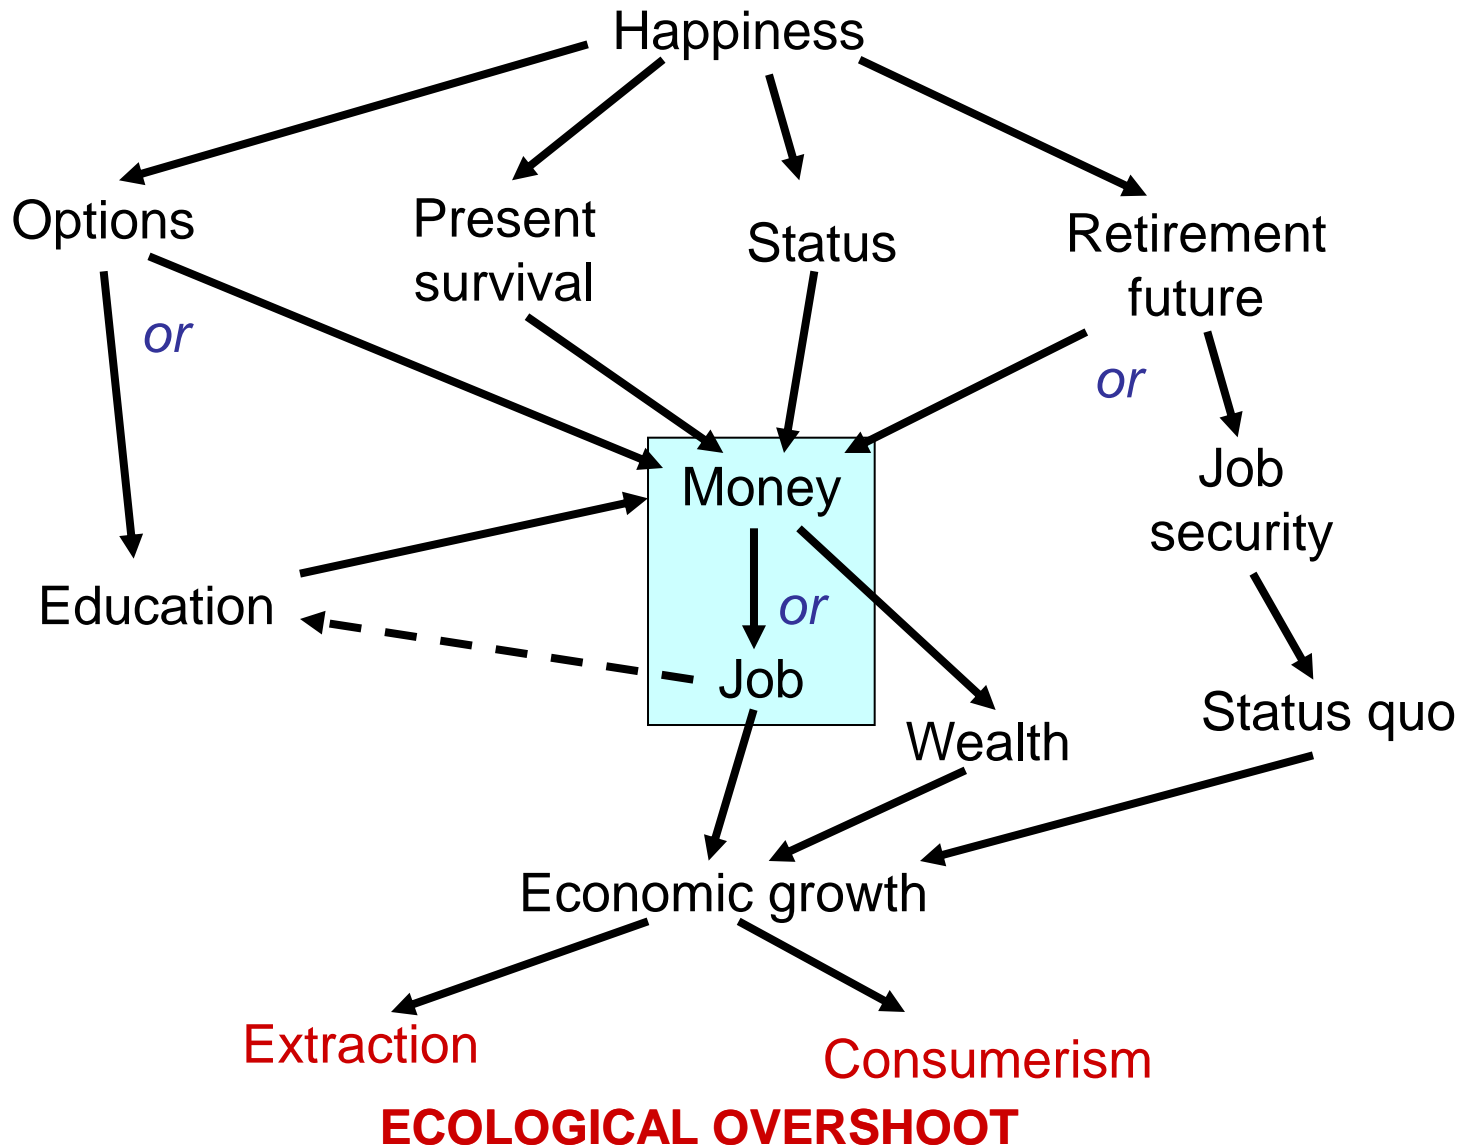 Happiness
Options
Present
survival
Status
Retirement
future
or
or
Money
Job
security
Education
or
Job
Wealth
Status quo
Economic growth
Extraction
Consumerism
ECOLOGICAL OVERSHOOT